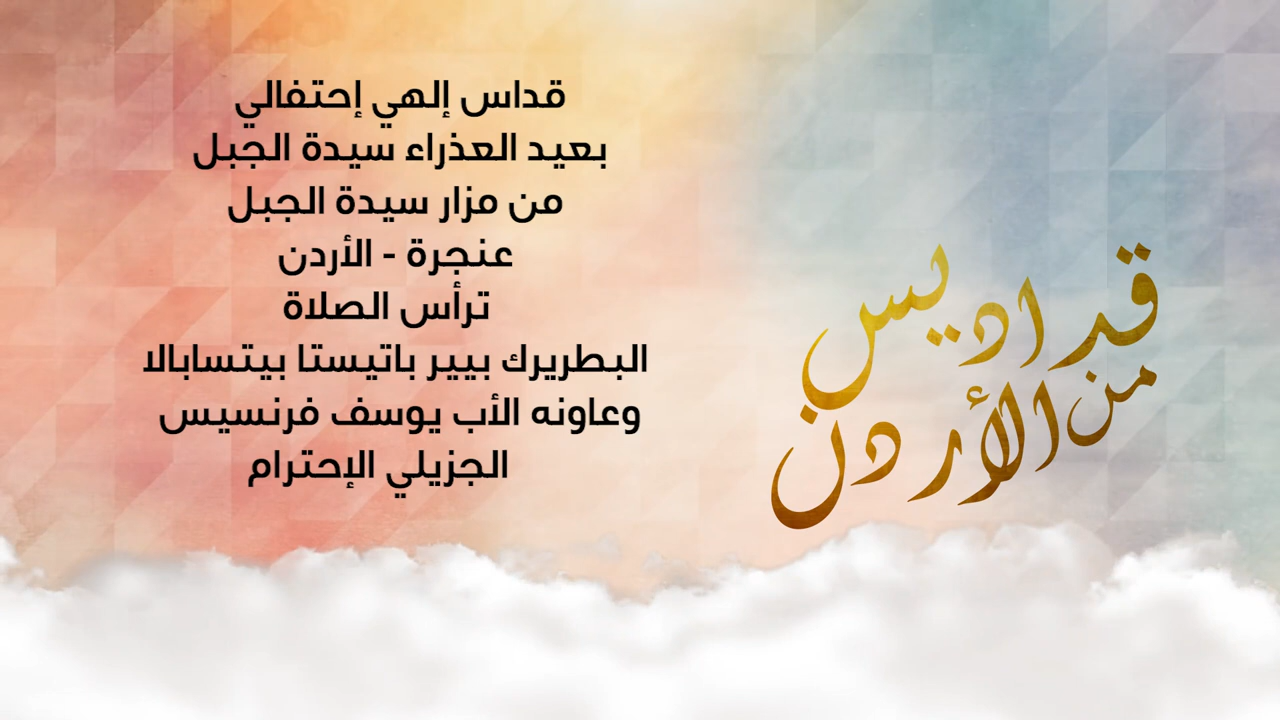 قداس إلهي إحتفالي
بعيد العذراء سيدة الجبل
من مزار سيدة الجبل
عنجرة - الأردن
ترأس الصلاة
البطريرك بيير باتيستا بيتسابالا
وعاونه الأب يوسف فرنسيس
الجزيلي الإحترام
قداديس
من الأردن